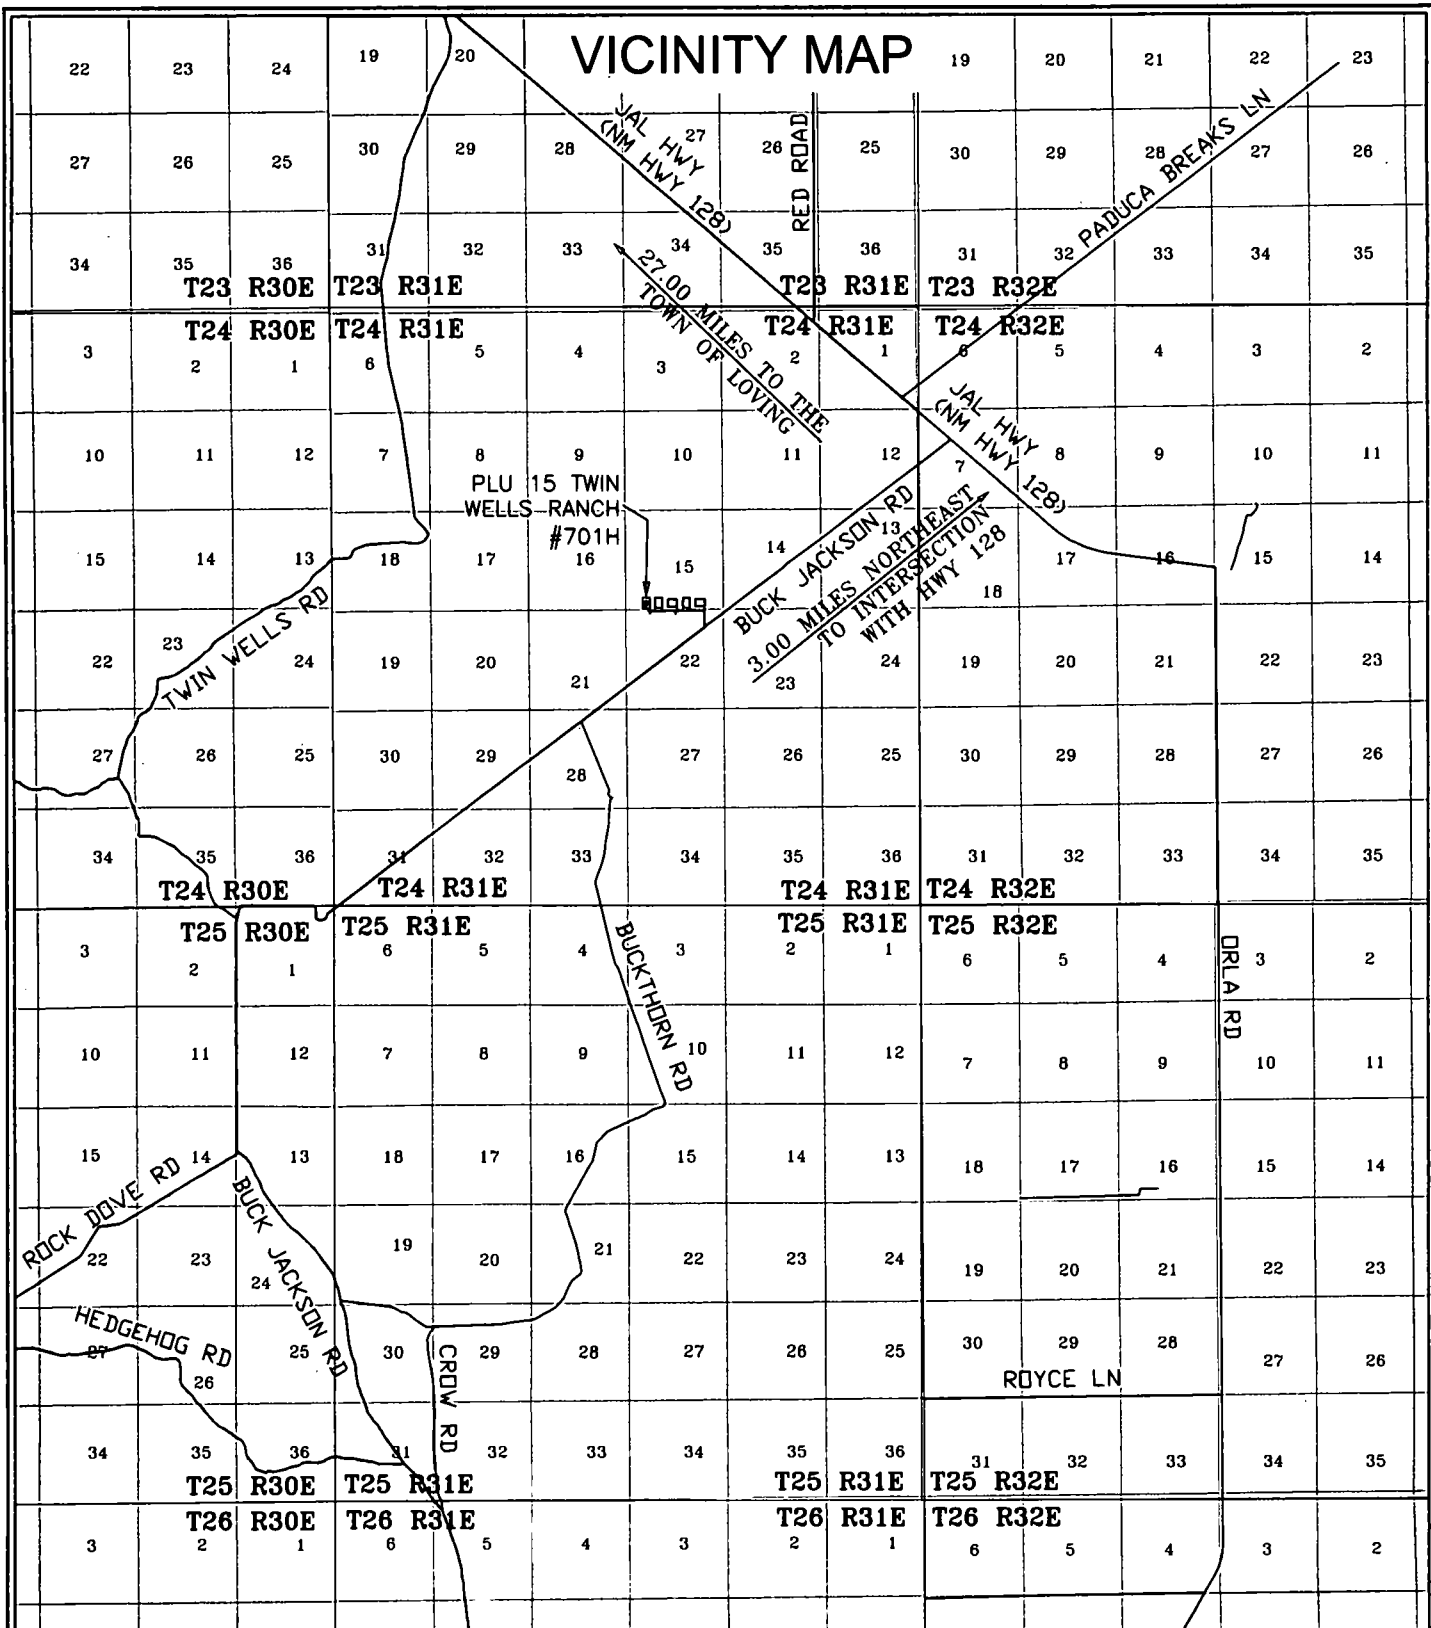 VICINITY MAP
22 23 24 19 20 19 20 21 22 23
JAL HWY
(NM HWY 128)
RED ROAD
PADUCA BREAKS LN
27 26 25 30 29 28 27 26 25 30 29 28 27 26
34 35 36 31 32 33 34 35 36 31 32 33 34 35
T23 R30E T23 R31E T23 R31E T23 R32E
27.00 MILES TO THE
TOWN OF LOVING
T24 R30E T24 R31E T24 R31E T24 R32E
3 2 1 6 5 4 3 2 1 6 5 4 3 2
JAL HWY
(NM HWY 128)
10 11 12 7 8 9 10 11 12 7 8 9 10 11
PLU 15 TWIN
WELLS RANCH
#701H
BUCK JACKSON RD
3.00 MILES NORTHEAST
TO INTERSECTION
WITH HWY 128
15 14 13 18 17 16 15 14 13 18 17 16 15 14
TWIN WELLS RD
22 23 24 19 20 21 22 23 24 19 20 21 22 23
27 26 25 30 29 28 27 26 25 30 29 28 27 26
34 35 36 31 32 33 34 35 36 31 32 33 34 35
T24 R30E T24 R31E T24 R31E T24 R32E
T25 R30E T25 R31E T25 R31E T25 R32E
3 2 1 6 5 4 3 2 1 6 5 4 3 2
BUCKTHORN RD
ORLA RD
10 11 12 7 8 9 10 11 12 7 8 9 10 11
15 14 13 18 17 16 15 14 13 18 17 16 15 14
ROCK DOVE RD
BUCK JACKSON RD
22 23 24 19 20 21 22 23 24 19 20 21 22 23
HEDGEHOG RD
27 26 25 30 29 28 27 26 25 30 29 28 27 26
CROW RD
ROYCE LN
34 35 36 31 32 33 34 35 36 31 32 33 34 35
T25 R30E T25 R31E T25 R31E T25 R32E
T26 R30E T26 R31E T26 R31E T26 R32E
3 2 1 6 5 4 3 2 1 6 5 4 3 2